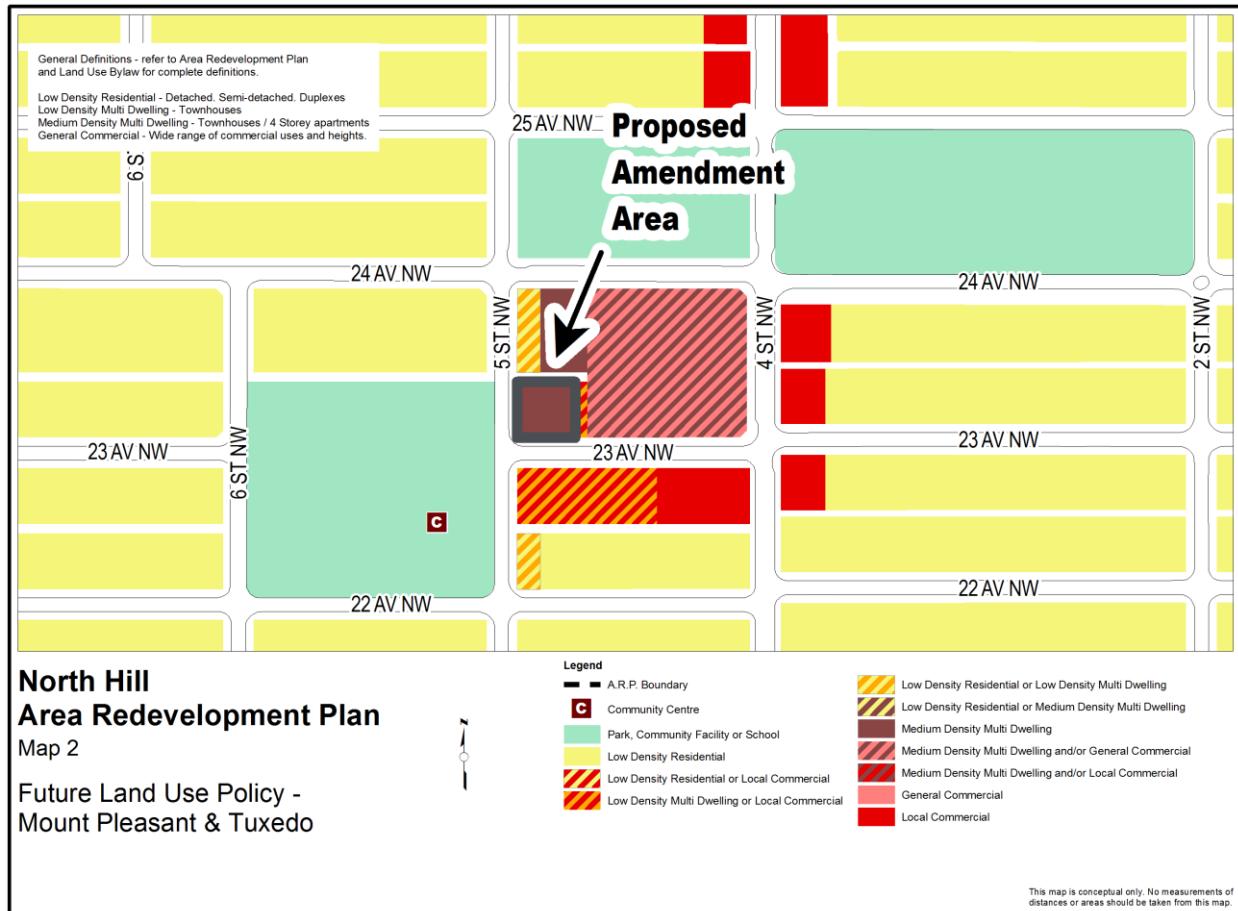 General Definitions - refer to Area Redevelopment Plan
and Land Use Bylaw for complete definitions.
Low Density Residential - Detached. Semi-detached. Duplexes
Low Density Multi Dwelling - Townhouses
Medium Density Multi Dwelling - Townhouses / 4 Storey apartments
General Commercial - Wide range of commercial uses and heights.
6 ST
25 AV NW
Proposed
Amendment
Area
24 AV NW
24 AV NW
5 ST NW
4 ST NW
2 ST NW
23 AV NW
6 ST NW
23 AV NW
23 AV NW
C
22 AV NW
22 AV NW
North Hill
Area Redevelopment Plan
Map 2
Future Land Use Policy -
Mount Pleasant & Tuxedo
Legend
A.R.P. Boundary
C Community Centre
Park, Community Facility or School
Low Density Residential
Low Density Residential or Local Commercial
Low Density Multi Dwelling or Local Commercial
Low Density Residential or Low Density Multi Dwelling
Low Density Residential or Medium Density Multi Dwelling
Medium Density Multi Dwelling
Medium Density Multi Dwelling and/or General Commercial
Medium Density Multi Dwelling and/or Local Commercial
General Commercial
Local Commercial
This map is conceptual only. No measurements of
distances or areas should be taken from this map.